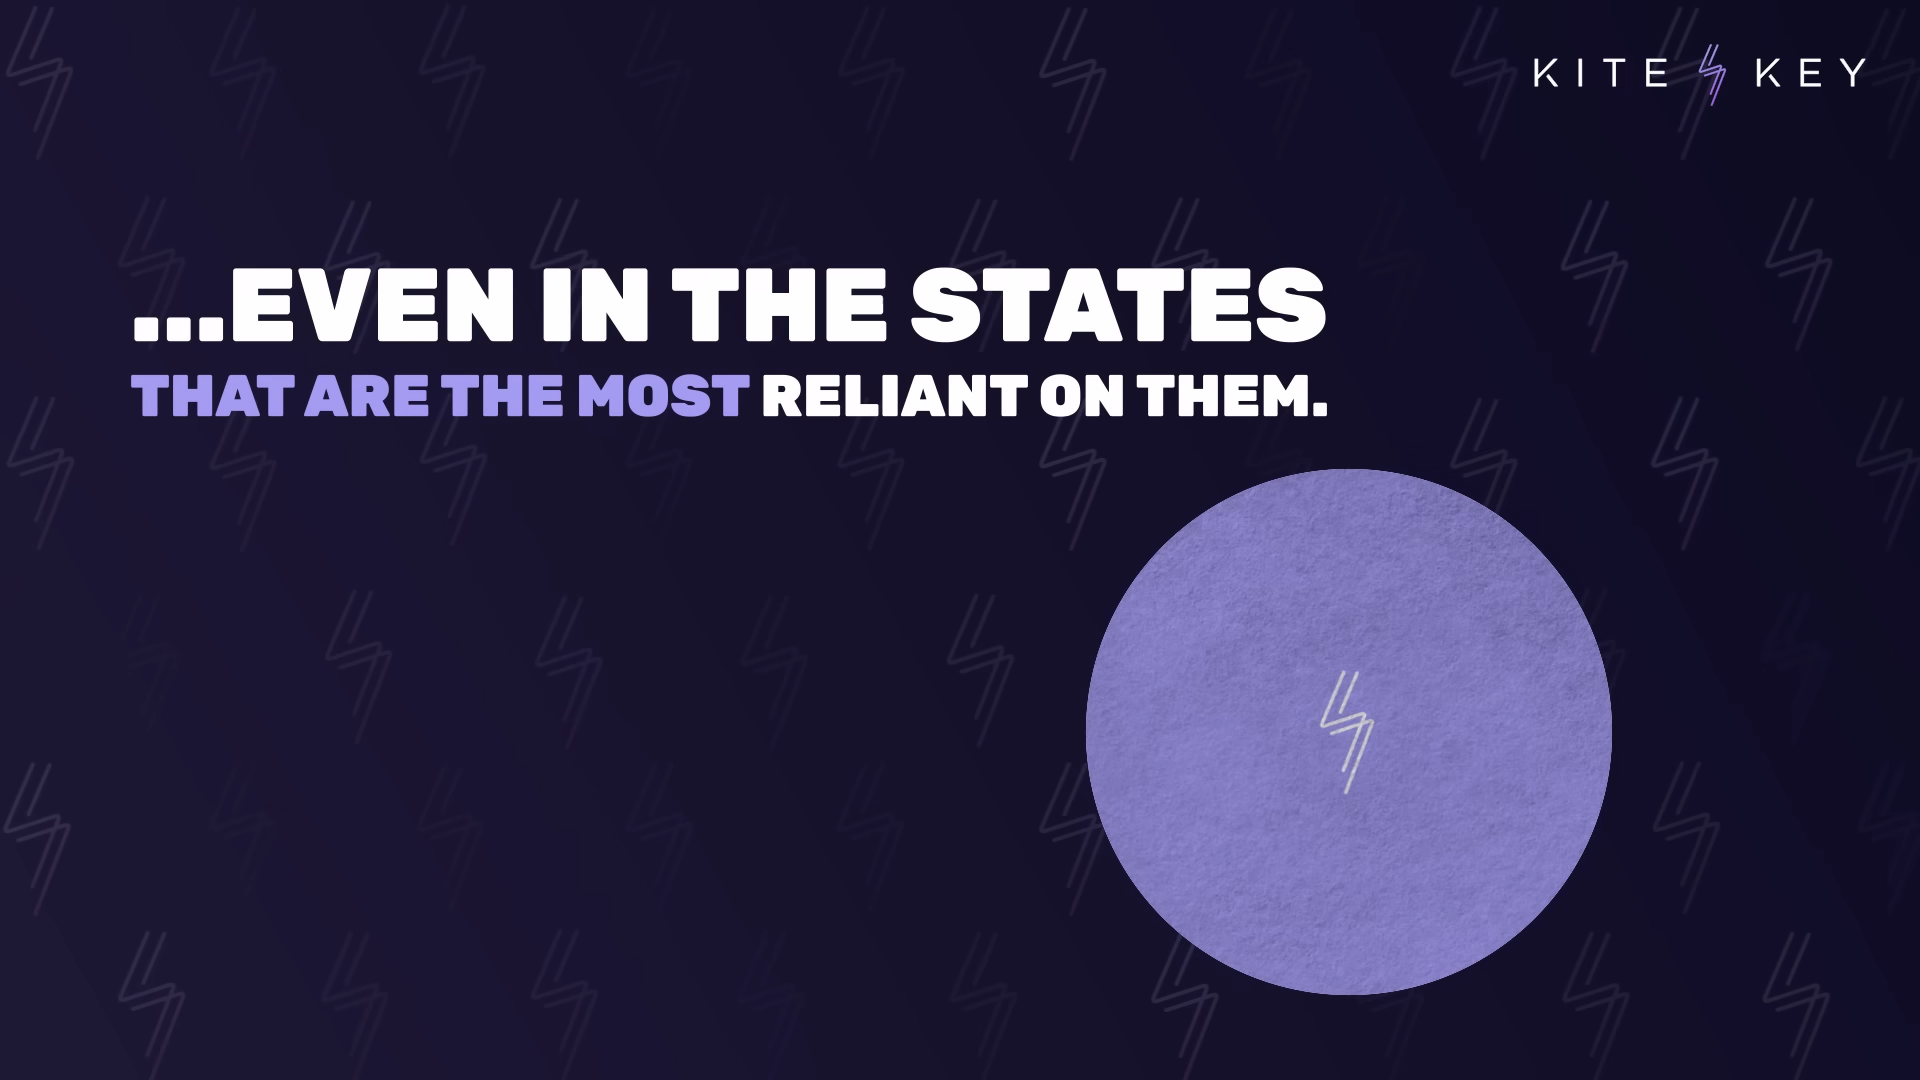 KITE KEY
...EVEN IN THE STATES
THAT ARE THE MOST RELIANT ON THEM.